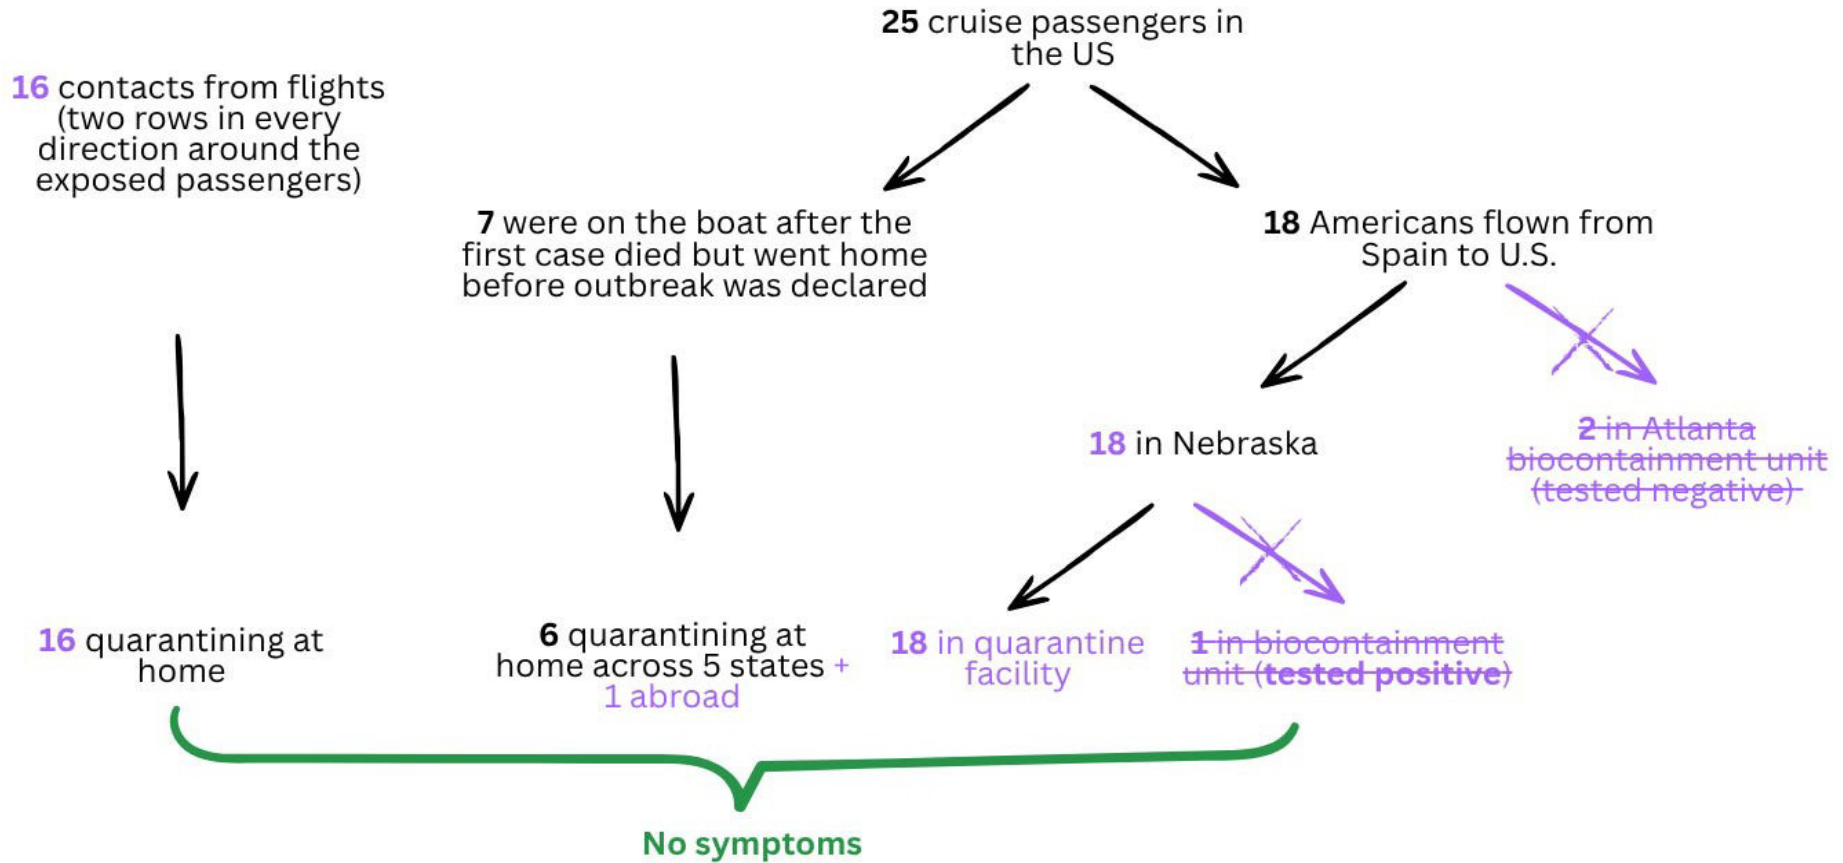 25 cruise passengers in
the US
16 contacts from flights
(two rows in every
direction around the
exposed passengers)
7 were on the boat after the
first case died but went home
before outbreak was declared
18 Americans flown from
Spain to U.S.
18 in Nebraska
2 in Atlanta
biocontainment unit
(tested negative)
16 quarantining at
home
6 quarantining at
home across 5 states +
1 abroad
18 in quarantine
facility
1 in biocontainment
unit (tested positive)
No symptoms